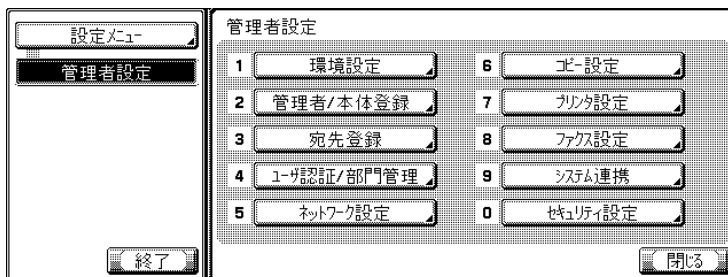 設定メニュー
管理者設定
終了
管理者設定
1 環境設定
2 管理者/本体登録
3 宛先登録
4 ユーザ認証/部門管理
5 ネットワーク設定
6 コピー設定
7 プリンタ設定
8 ファクス設定
9 システム連携
0 セキュリティ設定
閉じる